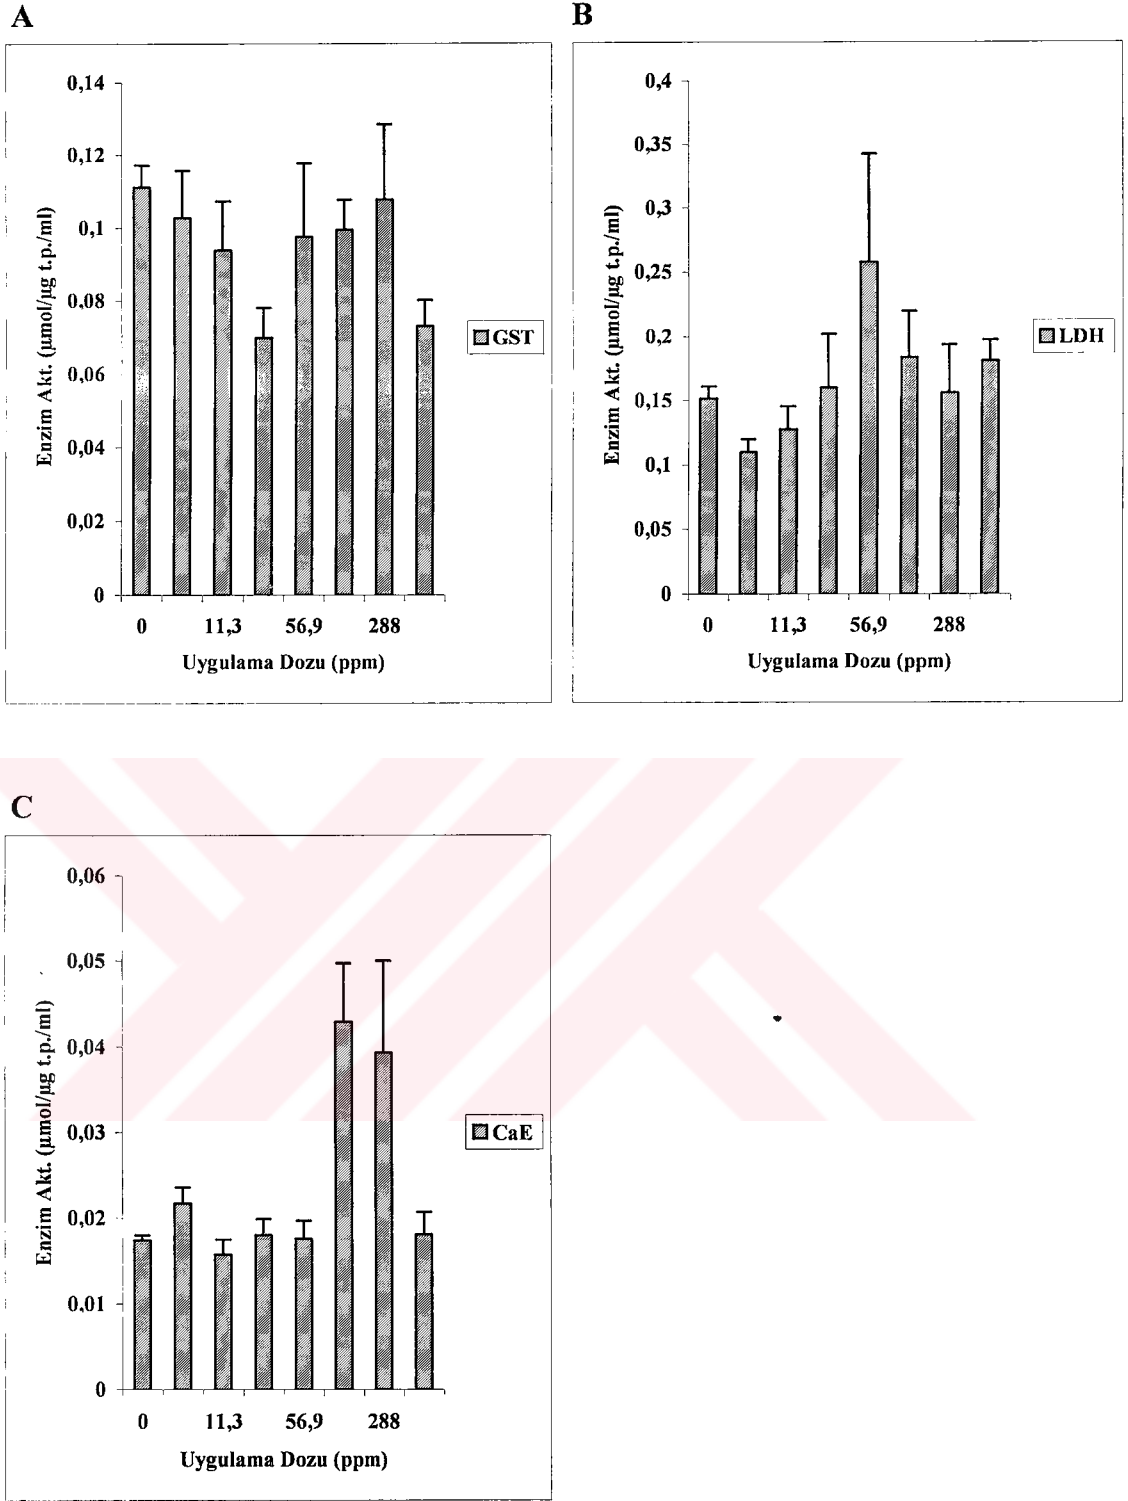 A
0,14
0,12
0,1
0,08
0,06
0,04
0,02
0
Enzim Akt. (µmol/µg t.p./ml)
0 11,3 56,9 288
Uygulama Dozu (ppm)
GST
B
0,4
0,35
0,3
0,25
0,2
0,15
0,1
0,05
0
Enzim Akt. (µmol/µg t.p./ml)
0 11,3 56,9 288
Uygulama Dozu (ppm)
LDH
C
0,06
0,05
0,04
0,03
0,02
0,01
0
Enzim Akt. (µmol/µg t.p./ml)
0 11,3 56,9 288
Uygulama Dozu (ppm)
CaE